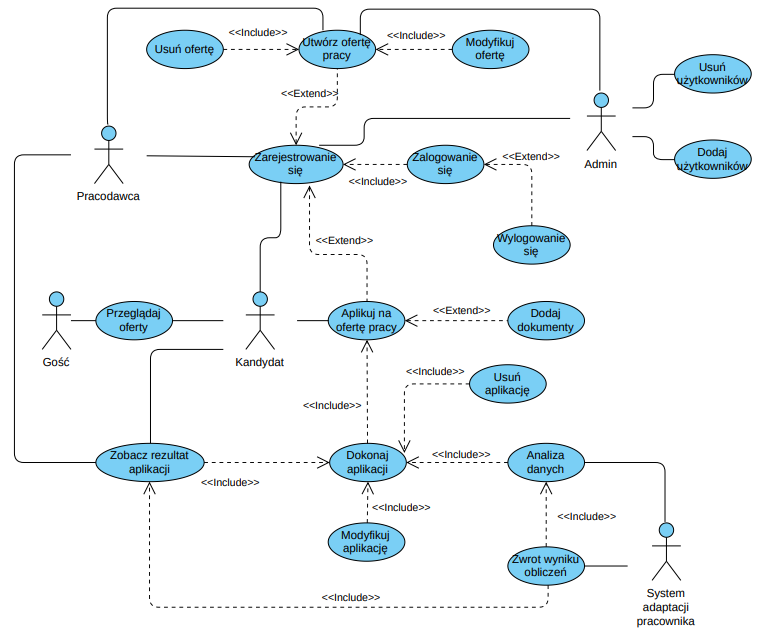 <<Include>>
<<Include>>
Usuń ofertę
Utwórz ofertę
pracy
Modyfikuj
ofertę
Usuń
użytkowników
<<Extend>>
Zarejestrowanie
się
Zalogowanie
się
<<Extend>>
Admin
Dodaj
użytkowników
<<Include>>
Pracodawca
<<Extend>>
Wylogowanie
się
Przeglądaj
oferty
Aplikuj na
ofertę pracy
<<Extend>>
Dodaj
dokumenty
Gość
Kandydat
<<Include>>
Usuń
aplikację
<<Include>>
Zobacz rezultat
aplikacji
<<Include>>
Dokonaj
aplikacji
<<Include>>
Analiza
danych
<<Include>>
<<Include>>
Modyfikuj
aplikację
Zwrot wyniku
obliczeń
<<Include>>
System
adaptacji
pracownika